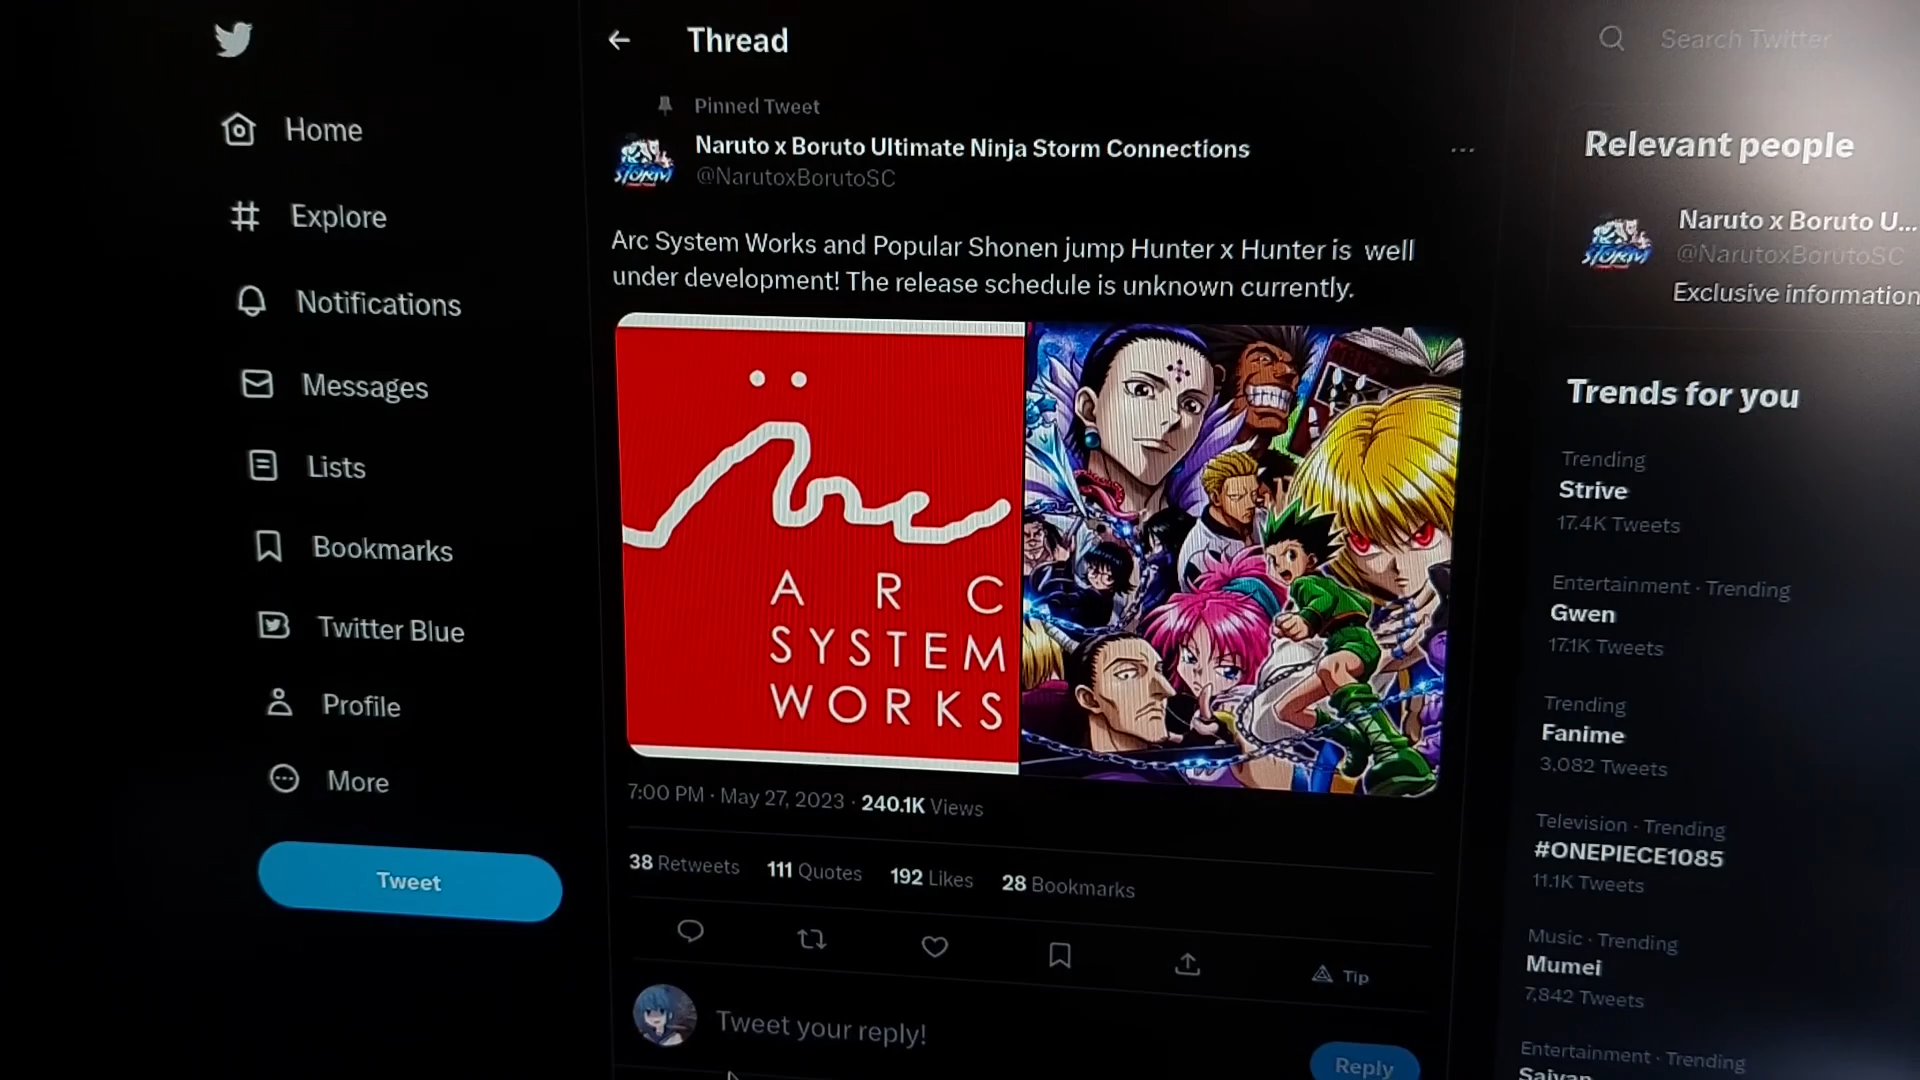 Home
Explore
Notifications
Messages
Lists
Bookmarks
Twitter Blue
Profile
More
Tweet
Thread
Pinned Tweet
Naruto x Boruto Ultimate Ninja Storm Connections
@NarutoxBorutoSC
Arc System Works and Popular Shonen jump Hunter x Hunter is well
under development! The release schedule is unknown currently.
STORM
Arc
ARC
SYSTEM
WORKS
7:00 PM · May 27, 2023 · 240.1K Views
38 Retweets 111 Quotes 192 Likes 28 Bookmarks
Tip
Tweet your reply!
Reply
Search Twitter
Relevant people
STORM
Naruto x Boruto U...
@NarutoxBorutoSC
Exclusive information
Trends for you
Trending
Strive
17.4K Tweets
Entertainment · Trending
Gwen
17.1K Tweets
Trending
Fanime
3,082 Tweets
Television · Trending
#ONEPIECE1085
11.1K Tweets
Music · Trending
Mumei
7,842 Tweets
Entertainment · Trending
Saiyan